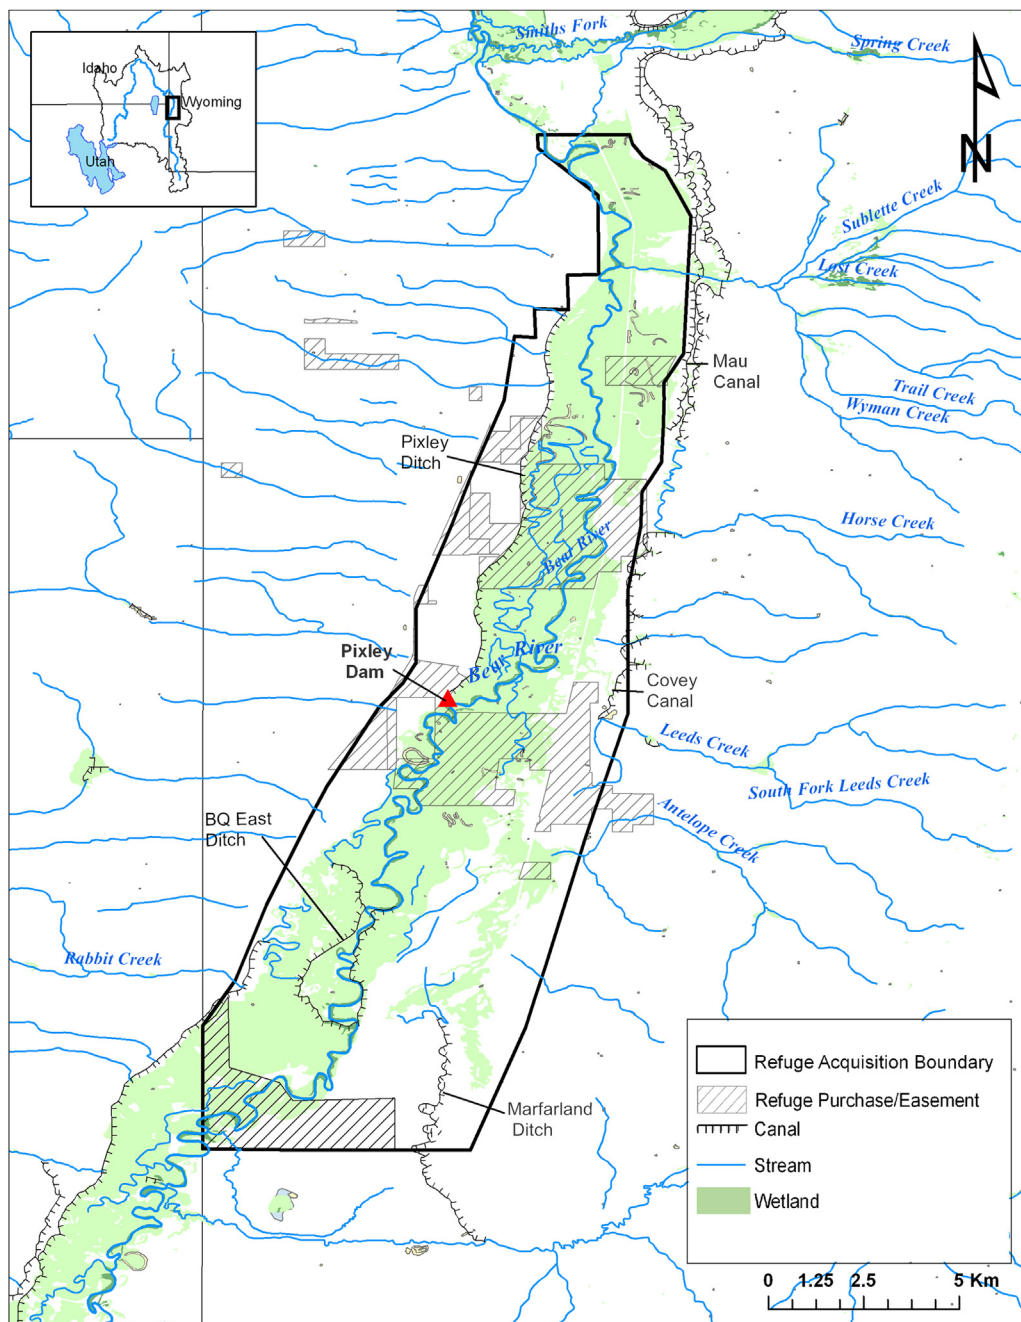 Smiths Fork
Spring Creek
Idaho
Wyoming
Utah
N
Sublette Creek
Lost Creek
Mau
Canal
Trail Creek
Wyman Creek
Pixley
Ditch
Horse Creek
Bear River
Pixley
Dam
Bear River
Covey
Canal
Leeds Creek
South Fork Leeds Creek
Antelope Creek
BQ East
Ditch
Rabbit Creek
Marfarland
Ditch
Refuge Acquisition Boundary
Refuge Purchase/Easement
Canal
Stream
Wetland
0 1.25 2.5 5 Km